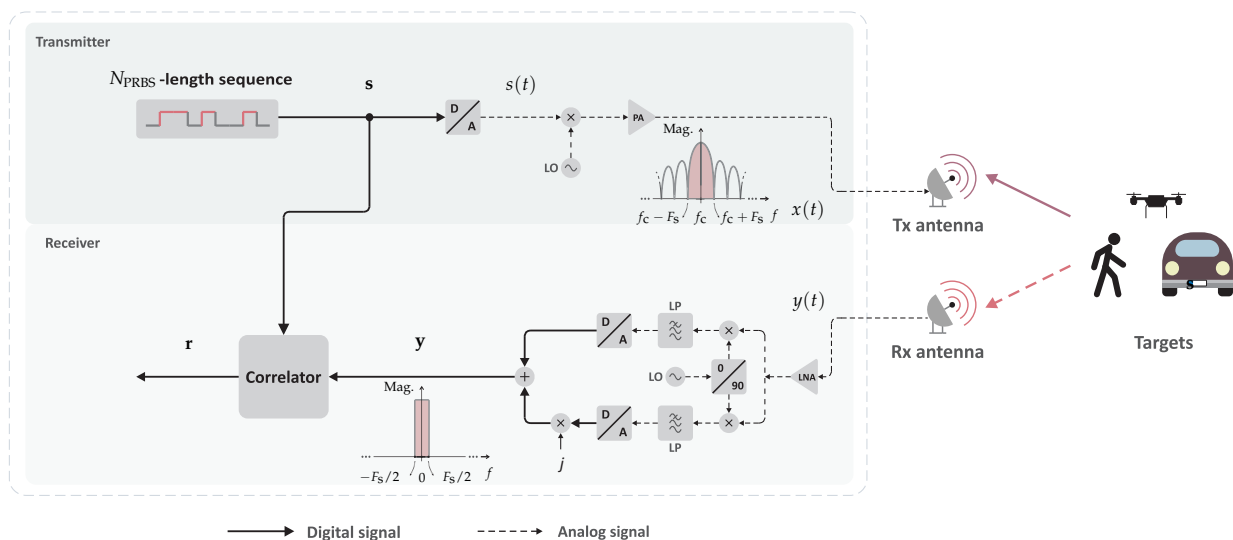 Transmitter
N_PRBS -length sequence
s
s(t)
D
A
LO
PA
Mag.
... ...
f_c − F_s f_c f_c + F_s f
x(t)
Tx antenna
Receiver
r
Correlator
y
Mag.
... ...
−F_s/2 0 F_s/2 f
D
A
LP
LO
0
90
LNA
y(t)
D
A
LP
j
Rx antenna
s
Targets
Digital signal
Analog signal